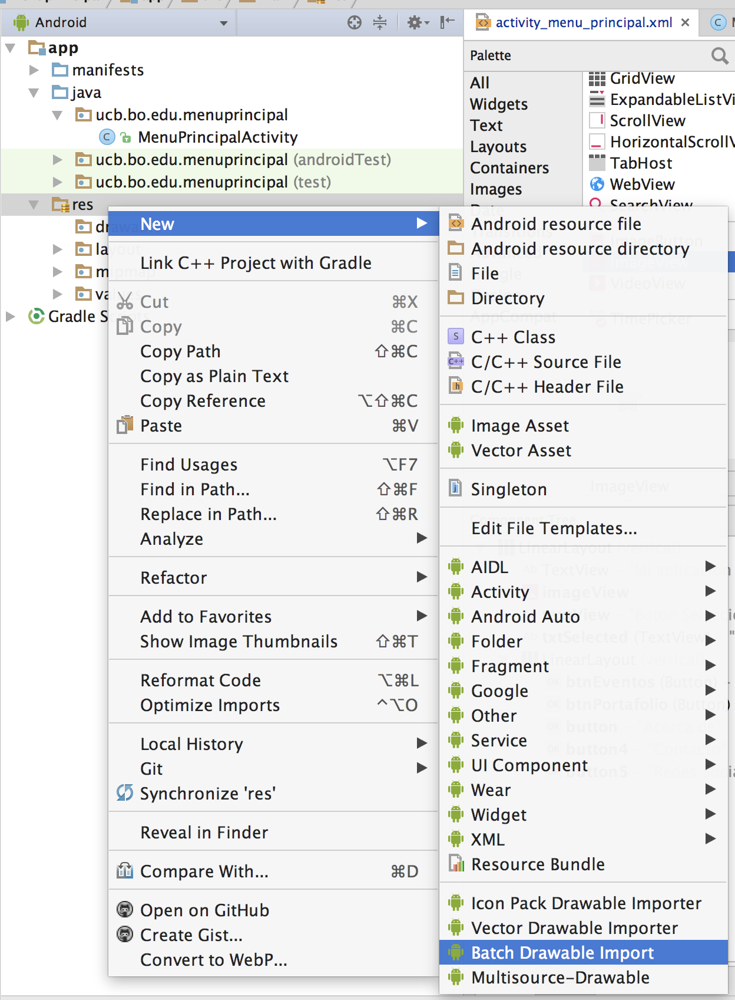 Android
activity_menu_principal.xml
app
manifests
java
ucb.bo.edu.menuprincipal
MenuPrincipalActivity
ucb.bo.edu.menuprincipal (androidTest)
ucb.bo.edu.menuprincipal (test)
res
Palette
All
Widgets
Text
Layouts
Containers
Images
GridView
ExpandableListVi
ScrollView
HorizontalScrollV
TabHost
WebView
SearchView
New
Link C++ Project with Gradle
Cut ⌘X
Copy ⌘C
Copy Path ⇧⌘C
Copy as Plain Text
Copy Reference ⌥⇧⌘C
Paste ⌘V
Find Usages ⌥F7
Find in Path... ⇧⌘F
Replace in Path... ⇧⌘R
Analyze
Refactor
Add to Favorites
Show Image Thumbnails ⇧⌘T
Reformat Code ⌥⌘L
Optimize Imports ^⌥O
Local History
Git
Synchronize 'res'
Reveal in Finder
Compare With... ⌘D
Open on GitHub
Create Gist...
Convert to WebP...
Android resource file
Android resource directory
File
Directory
C++ Class
C/C++ Source File
C/C++ Header File
Image Asset
Vector Asset
Singleton
Edit File Templates...
AIDL
Activity
Android Auto
Folder
Fragment
Google
Other
Service
UI Component
Wear
Widget
XML
Resource Bundle
Icon Pack Drawable Importer
Vector Drawable Importer
Batch Drawable Import
Multisource-Drawable